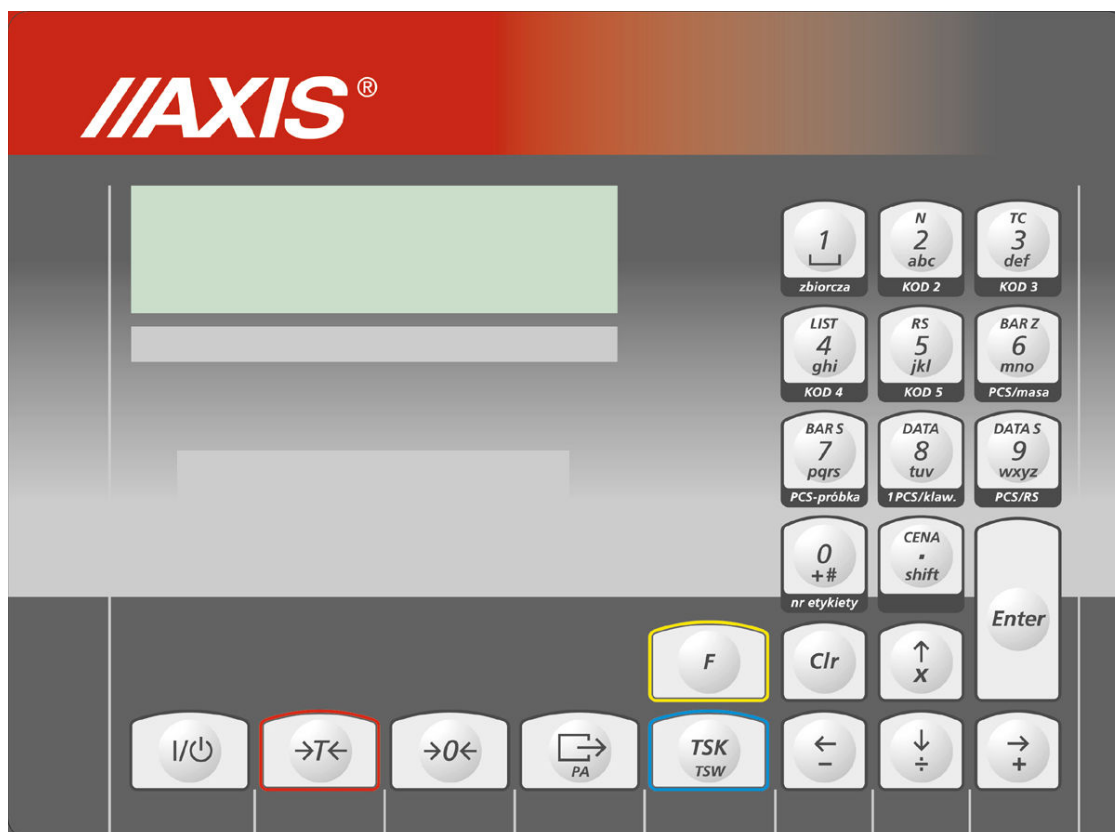 //AXIS®
1
zbiorcza
N
2
abc
KOD 2
TC
3
def
KOD 3
LIST
4
ghi
KOD 4
RS
5
jkl
KOD 5
BAR Z
6
mno
PCS/masa
BAR S
7
pqrs
PCS-próbka
DATA
8
tuv
1PCS/klaw.
DATA S
9
wxyz
PCS/RS
0
+#
nr etykiety
CENA
.
shift
Enter
F
Clr
↑
x
I/⏻
→T←
→0←
PA
TSK
TSW
←
−
↓
÷
→
+